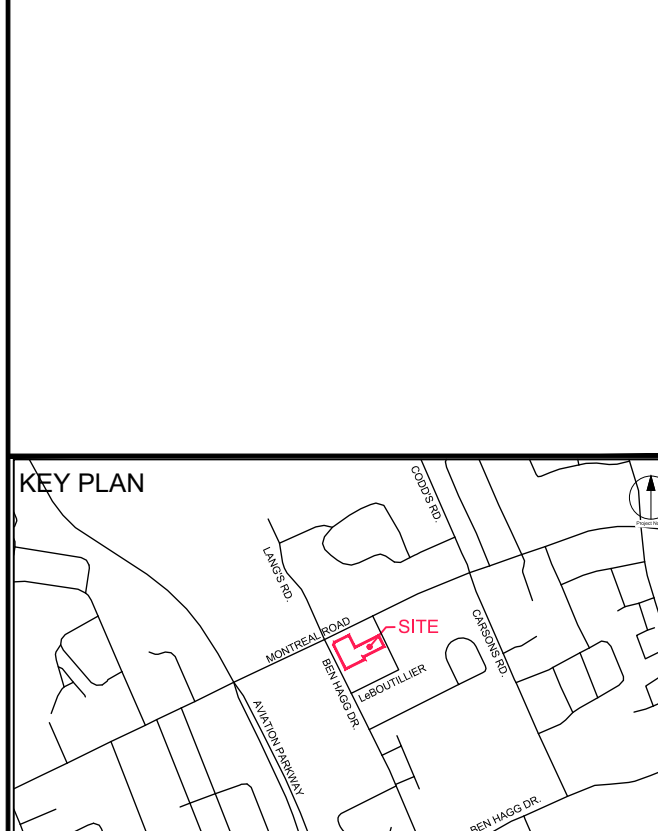 KEY PLAN
CODD'S RD.
LANG'S RD.
MONTREAL ROAD
SITE
CARSONS RD.
BEN HAGG DR.
LeBOUTILLIER
AVIATION PARKWAY
BEN HAGG DR.